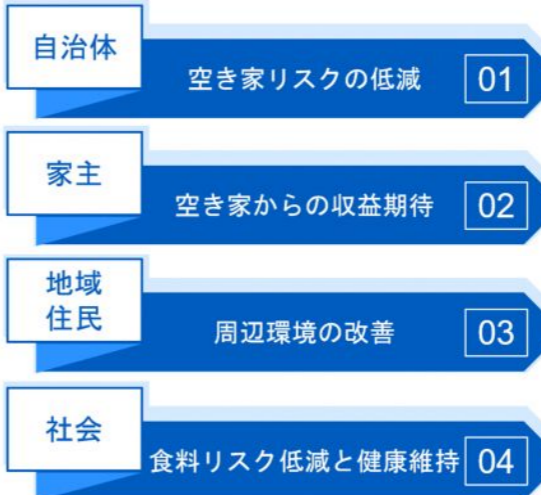 自治体
空き家リスクの低減 01
家主
空き家からの収益期待 02
地域
住民
周辺環境の改善 03
社会
食料リスク低減と健康維持 04